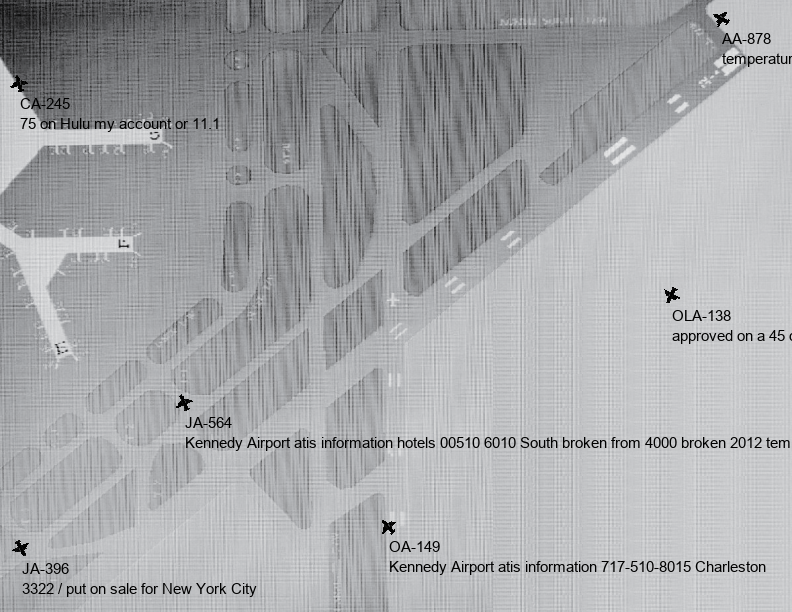 AA-878
temperatur
CA-245
75 on Hulu my account or 11.1
OLA-138
approved on a 45
JA-564
Kennedy Airport atis information hotels 00510 6010 South broken from 4000 broken 2012 tem
OA-149
Kennedy Airport atis information 717-510-8015 Charleston
JA-396
3322 / put on sale for New York City